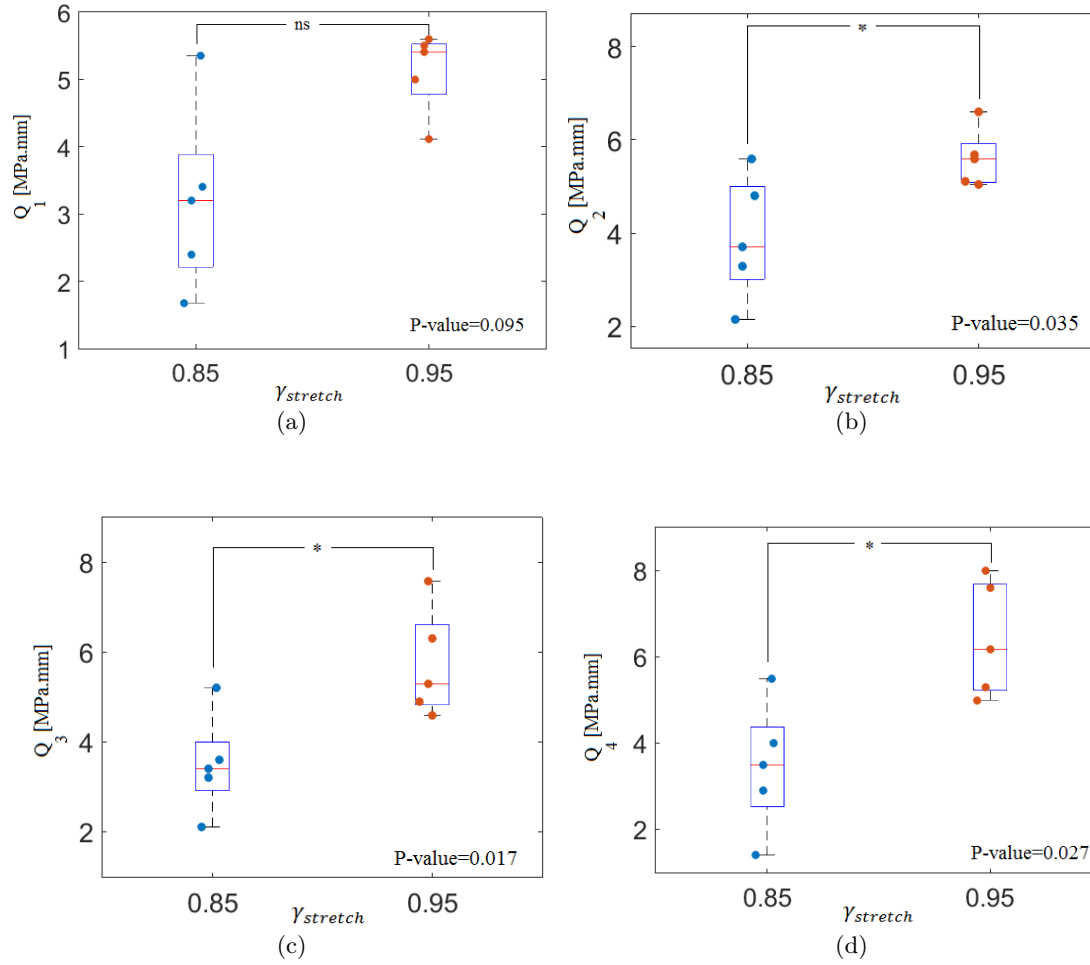 ns
6
5
4
3
2
1
Q1 [MPa.mm]
P-value=0.095
0.85 0.95
γstretch
(a)
*
8
6
4
2
Q2 [MPa.mm]
P-value=0.035
0.85 0.95
γstretch
(b)
*
8
6
4
2
Q3 [MPa.mm]
P-value=0.017
0.85 0.95
γstretch
(c)
*
8
6
4
2
Q4 [MPa.mm]
P-value=0.027
0.85 0.95
γstretch
(d)